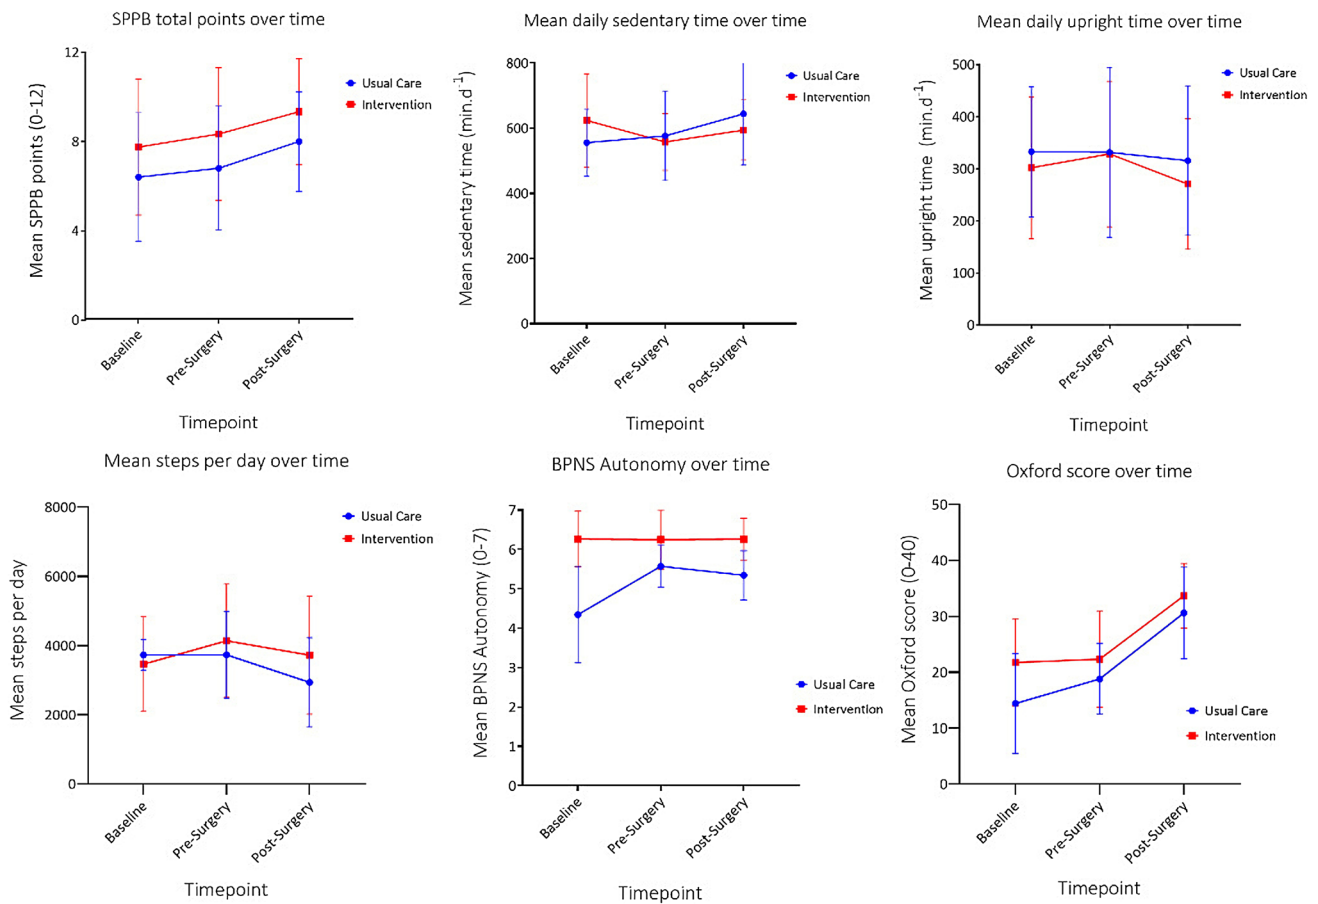 SPPB total points over time
Mean SPPB points (0-12)
12
8
4
0
Usual Care
Intervention
Baseline
Pre-Surgery
Post-Surgery
Timepoint
Mean daily sedentary time over time
Mean sedentary time (min.d⁻¹)
800
600
400
200
0
Usual Care
Intervention
Baseline
Pre-Surgery
Post-Surgery
Timepoint
Mean daily upright time over time
Mean upright time (min.d⁻¹)
500
400
300
200
100
0
Usual Care
Intervention
Baseline
Pre-Surgery
Post-Surgery
Timepoint
Mean steps per day over time
Mean steps per day
8000
6000
4000
2000
0
Usual Care
Intervention
Baseline
Pre-Surgery
Post-Surgery
Timepoint
BPNS Autonomy over time
Mean BPNS Autonomy (0-7)
7
6
5
4
3
2
1
0
Usual Care
Intervention
Baseline
Pre-Surgery
Post-Surgery
Timepoint
Oxford score over time
Mean Oxford score (0-40)
50
40
30
20
10
0
Usual Care
Intervention
Baseline
Pre-Surgery
Post-Surgery
Timepoint